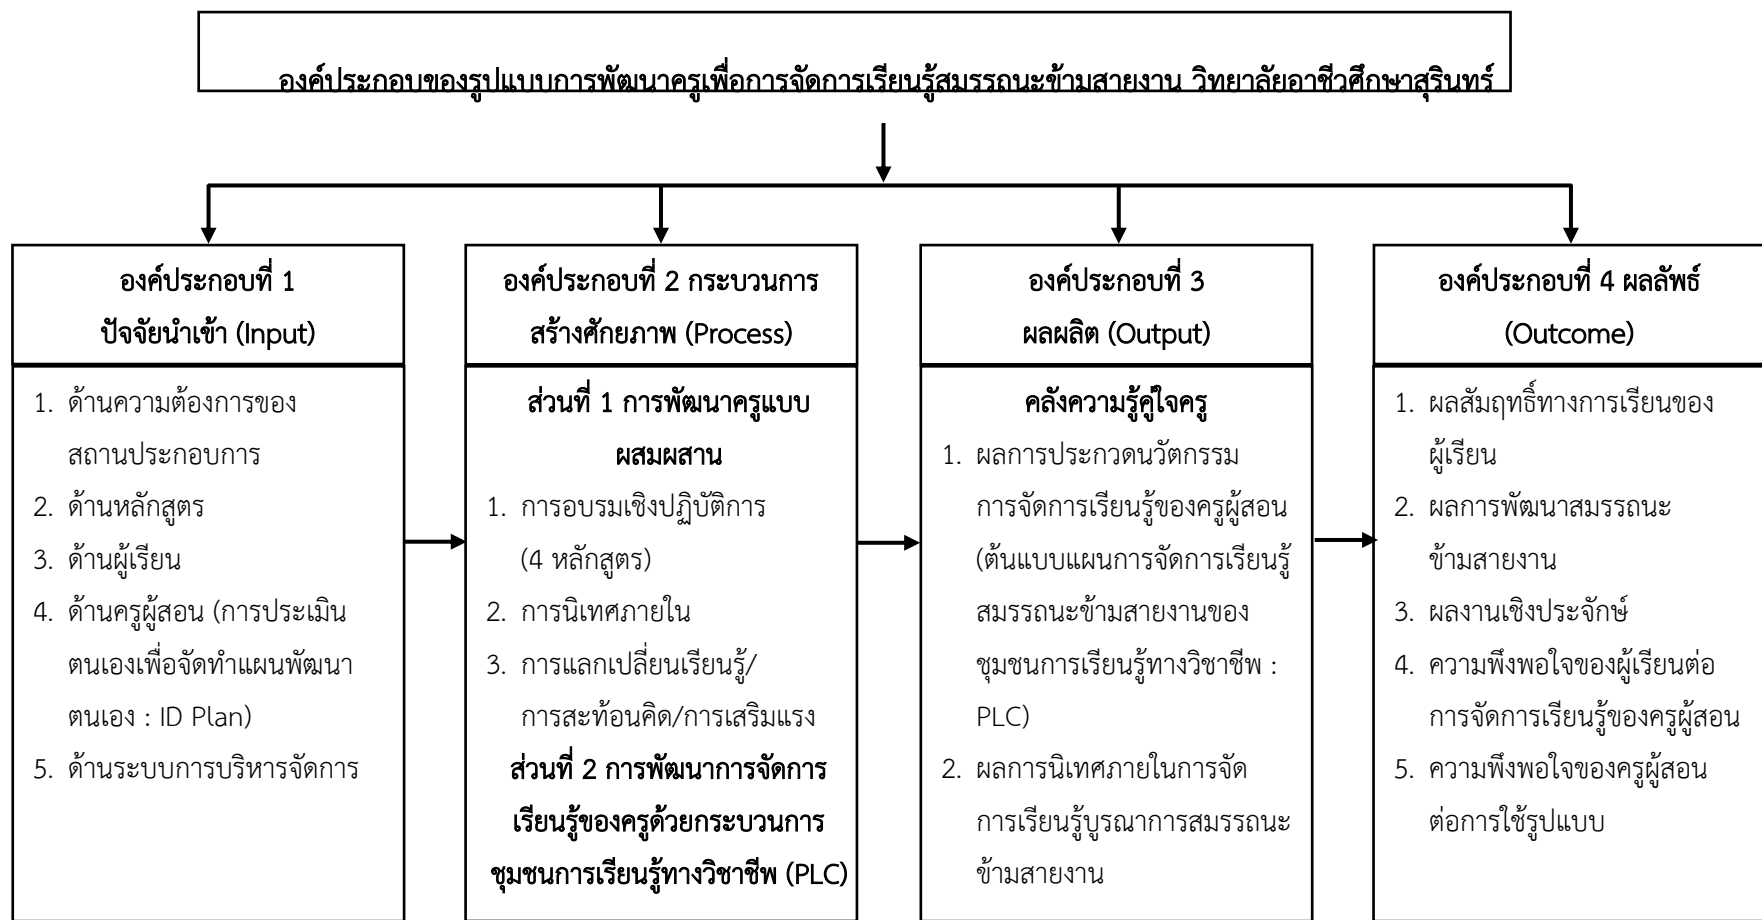 องค์ประกอบของรูปแบบการพัฒนาครูเพื่อการจัดการเรียนรู้สมรรถนะข้ามสายงาน วิทยาลัยอาชีวศึกษาสุรินทร์
องค์ประกอบที่ 1
ปัจจัยนำเข้า (Input)
1. ด้านความต้องการของ
สถานประกอบการ
2. ด้านหลักสูตร
3. ด้านผู้เรียน
4. ด้านครูผู้สอน (การประเมิน
ตนเองเพื่อจัดทำแผนพัฒนา
ตนเอง : ID Plan)
5. ด้านระบบการบริหารจัดการ
องค์ประกอบที่ 2 กระบวนการ
สร้างศักยภาพ (Process)
ส่วนที่ 1 การพัฒนาครูแบบ
ผสมผสาน
1. การอบรมเชิงปฏิบัติการ
(4 หลักสูตร)
2. การนิเทศภายใน
3. การแลกเปลี่ยนเรียนรู้/
การสะท้อนคิด/การเสริมแรง
ส่วนที่ 2 การพัฒนาการจัดการ
เรียนรู้ของครูด้วยกระบวนการ
ชุมชนการเรียนรู้ทางวิชาชีพ (PLC)
องค์ประกอบที่ 3
ผลผลิต (Output)
คลังความรู้คู่ใจครู
1. ผลการประกวดนวัตกรรม
การจัดการเรียนรู้ของครูผู้สอน
(ต้นแบบแผนการจัดการเรียนรู้
สมรรถนะข้ามสายงานของ
ชุมชนการเรียนรู้ทางวิชาชีพ :
PLC)
2. ผลการนิเทศภายในการจัด
การเรียนรู้บูรณาการสมรรถนะ
ข้ามสายงาน
องค์ประกอบที่ 4 ผลลัพธ์
(Outcome)
1. ผลสัมฤทธิ์ทางการเรียนของ
ผู้เรียน
2. ผลการพัฒนาสมรรถนะ
ข้ามสายงาน
3. ผลงานเชิงประจักษ์
4. ความพึงพอใจของผู้เรียนต่อ
การจัดการเรียนรู้ของครูผู้สอน
5. ความพึงพอใจของครูผู้สอน
ต่อการใช้รูปแบบ